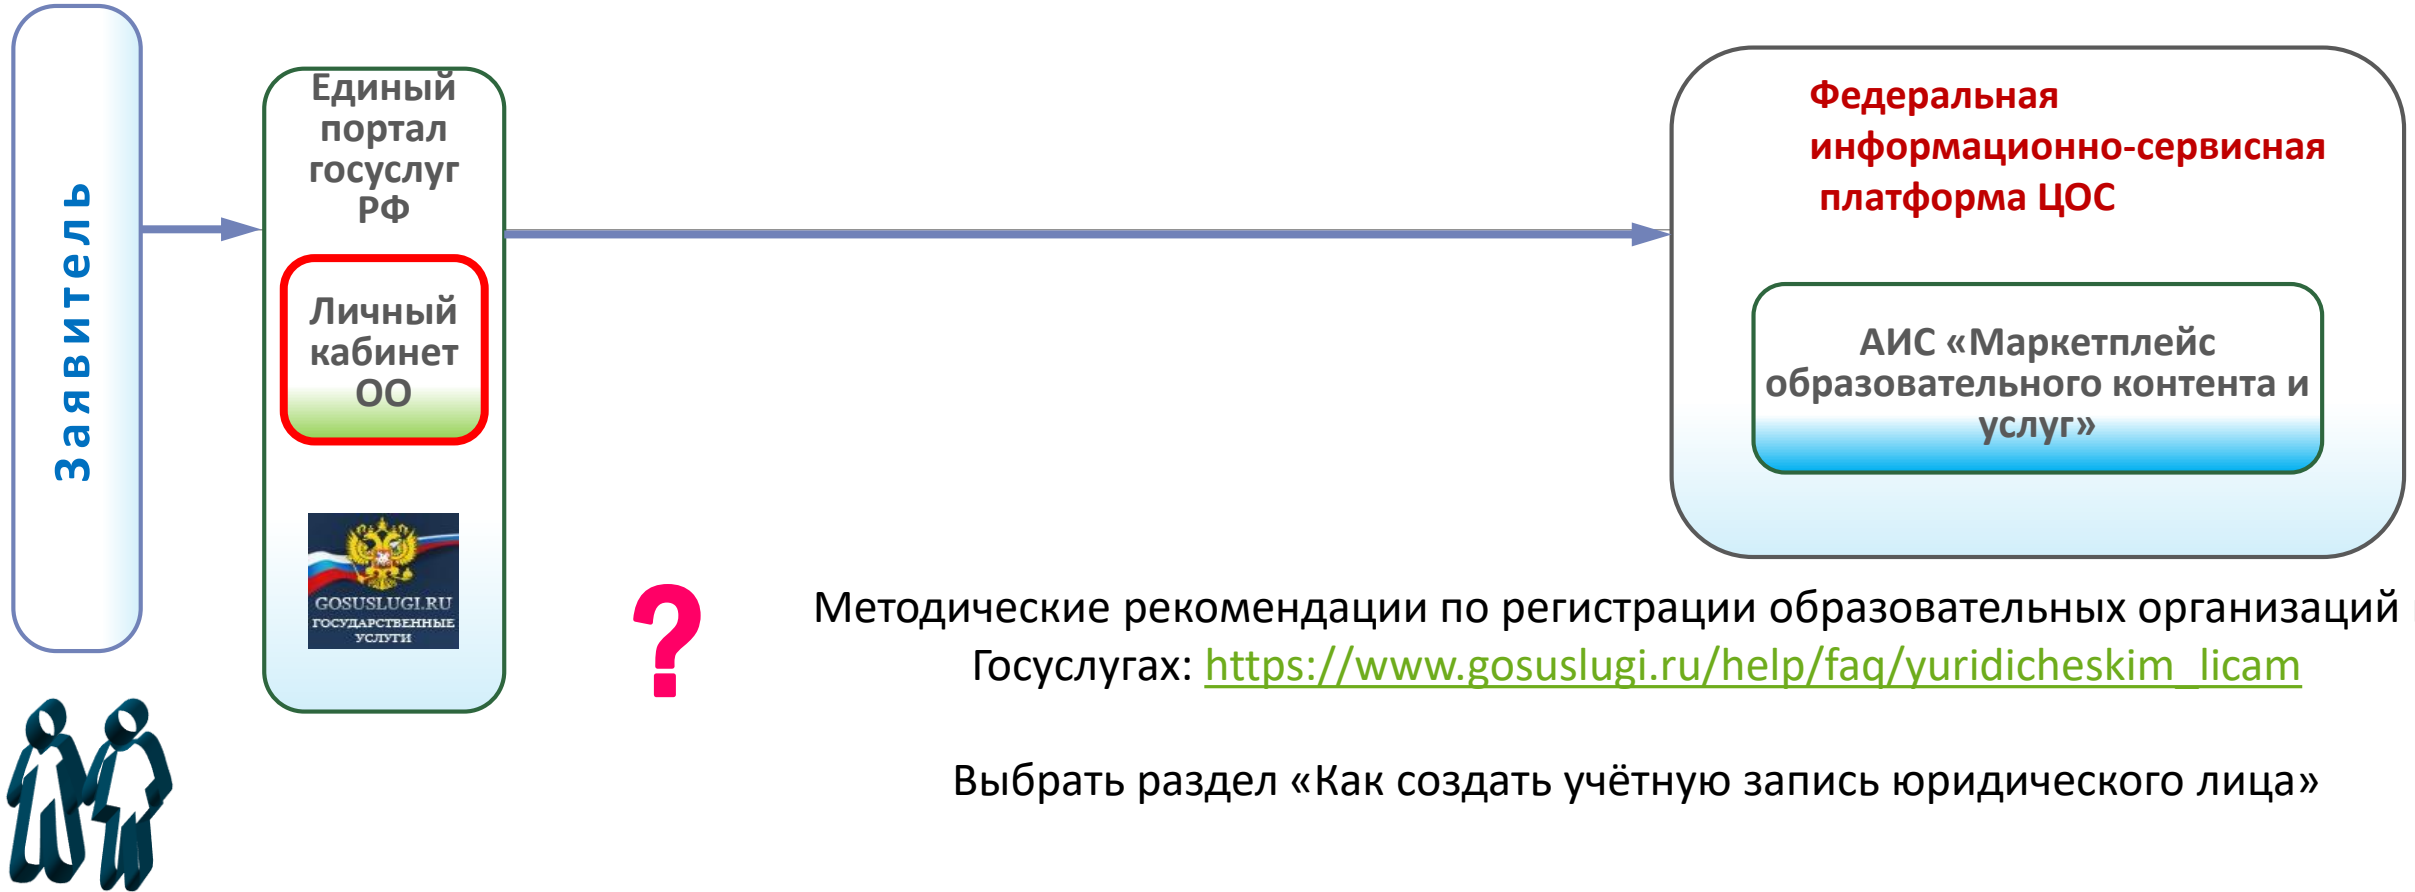 Заявитель
Единый
портал
госуслуг
РФ
Личный
кабинет
ОО
GOSUSLUGI.RU
ГОСУДАРСТВЕННЫЕ
УСЛУГИ
Федеральная
информационно-сервисная
платформа ЦОС
АИС «Маркетплейс
образовательного контента и
услуг»
?
Методические рекомендации по регистрации образовательных организаций
Госуслугах: https://www.gosuslugi.ru/help/faq/yuridicheskim_licam
Выбрать раздел «Как создать учётную запись юридического лица»